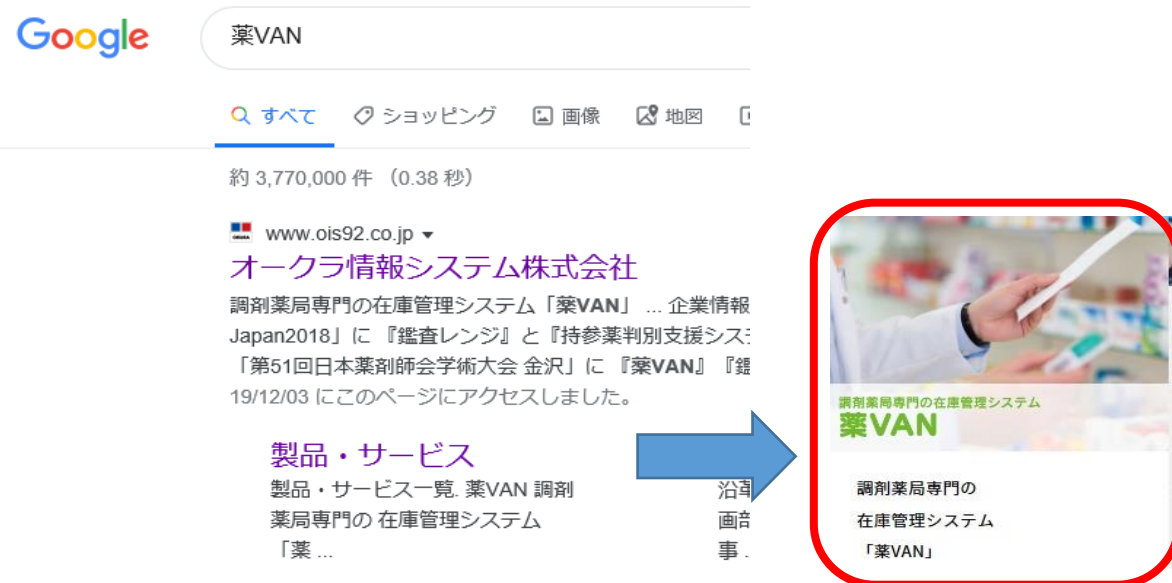 Google
薬VAN
すべて ショッピング 画像 地図
約 3,770,000 件 （0.38 秒）
www.ois92.co.jp
オークラ情報システム株式会社
調剤薬局専門の在庫管理システム「薬VAN」 ... 企業情報
Japan2018」に 『鑑査レンジ』と『持参薬判別支援シス
「第51回日本薬剤師会学術大会 金沢」に 『薬VAN』『鑑
19/12/03 にこのページにアクセスしました。
製品・サービス
製品・サービス一覧. 薬VAN 調剤
薬局専門の 在庫管理システム
「薬 ...
沿革
画部
事 .
調剤薬局専門の在庫管理システム
薬VAN
調剤薬局専門の
在庫管理システム
「薬VAN」